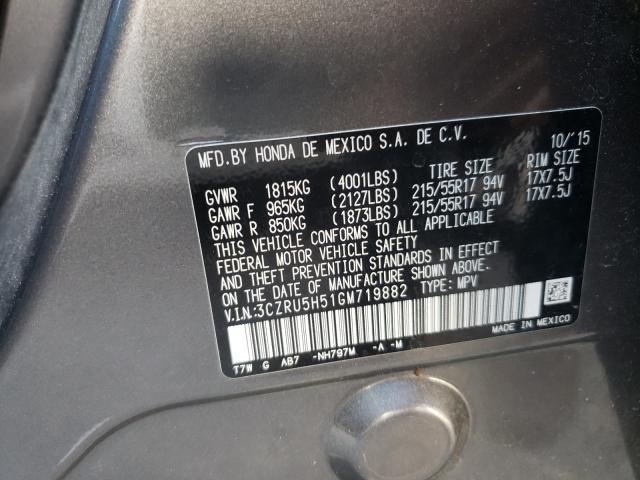 MFD. BY HONDA DE MEXICO S.A. DE C.V. 10/'15
TIRE SIZE RIM SIZE
GVWR 1815KG (4001LBS)
GAWR F 965KG (2127LBS) 215/55R17 94V 17X7.5J
GAWR R 850KG (1873LBS) 215/55R17 94V 17X7.5J
THIS VEHICLE CONFORMS TO ALL APPLICABLE
FEDERAL MOTOR VEHICLE SAFETY
AND THEFT PREVENTION STANDARDS IN EFFECT
ON THE DATE OF MANUFACTURE SHOWN ABOVE.
V.I.N.:3CZRU5H51GM719882 TYPE: MPV
MADE IN MEXICO
T7W G AB7 -NH797M -A -M